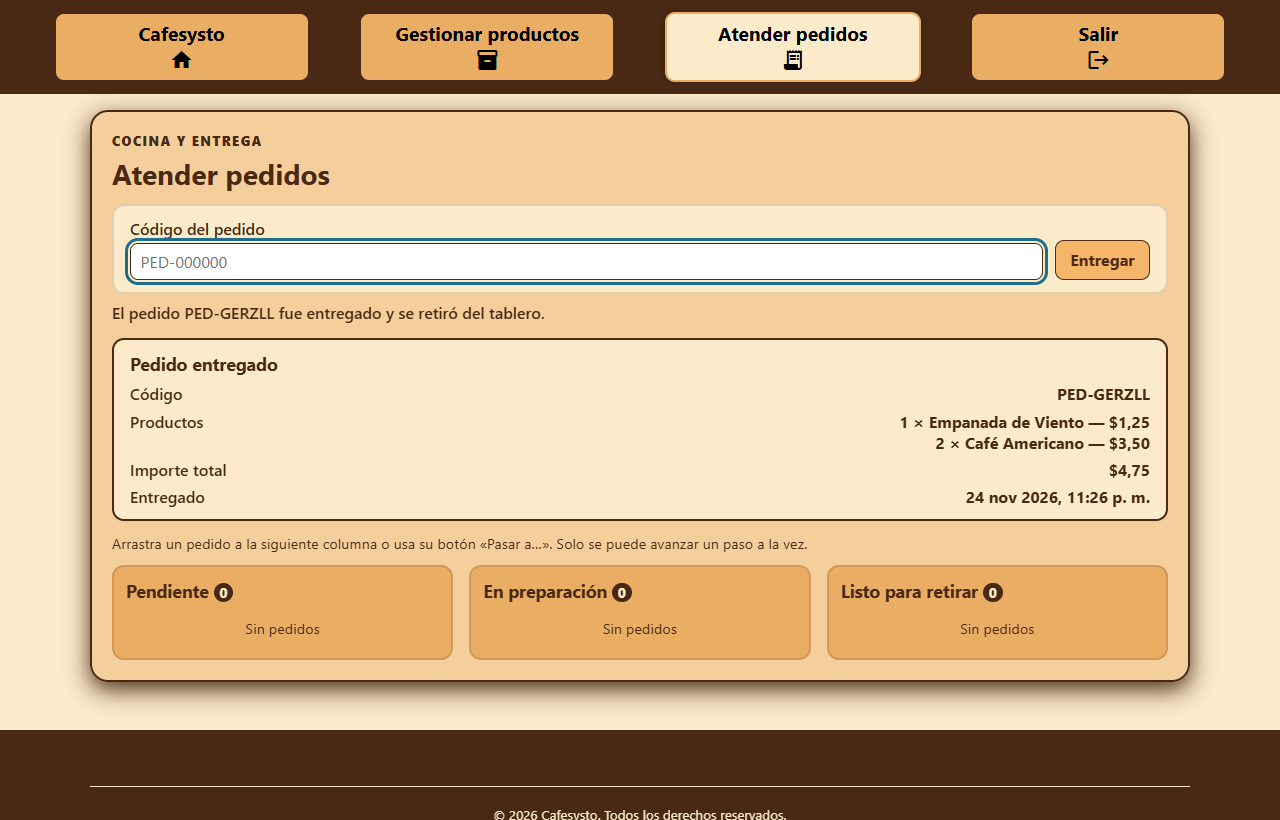 Cafesysto
Gestionar productos
Atender pedidos
Salir
COCINA Y ENTREGA
Atender pedidos
Código del pedido
PED-000000
Entregar
El pedido PED-GERZLL fue entregado y se retiró del tablero.
Pedido entregado
Código PED-GERZLL
Productos 1 × Empanada de Viento — $1,25
2 × Café Americano — $3,50
Importe total $4,75
Entregado 24 nov 2026, 11:26 p. m.
Arrastra un pedido a la siguiente columna o usa su botón «Pasar a…». Solo se puede avanzar un paso a la vez.
Pendiente 0
Sin pedidos
En preparación 0
Sin pedidos
Listo para retirar 0
Sin pedidos
© 2026 Cafesysto. Todos los derechos reservados.